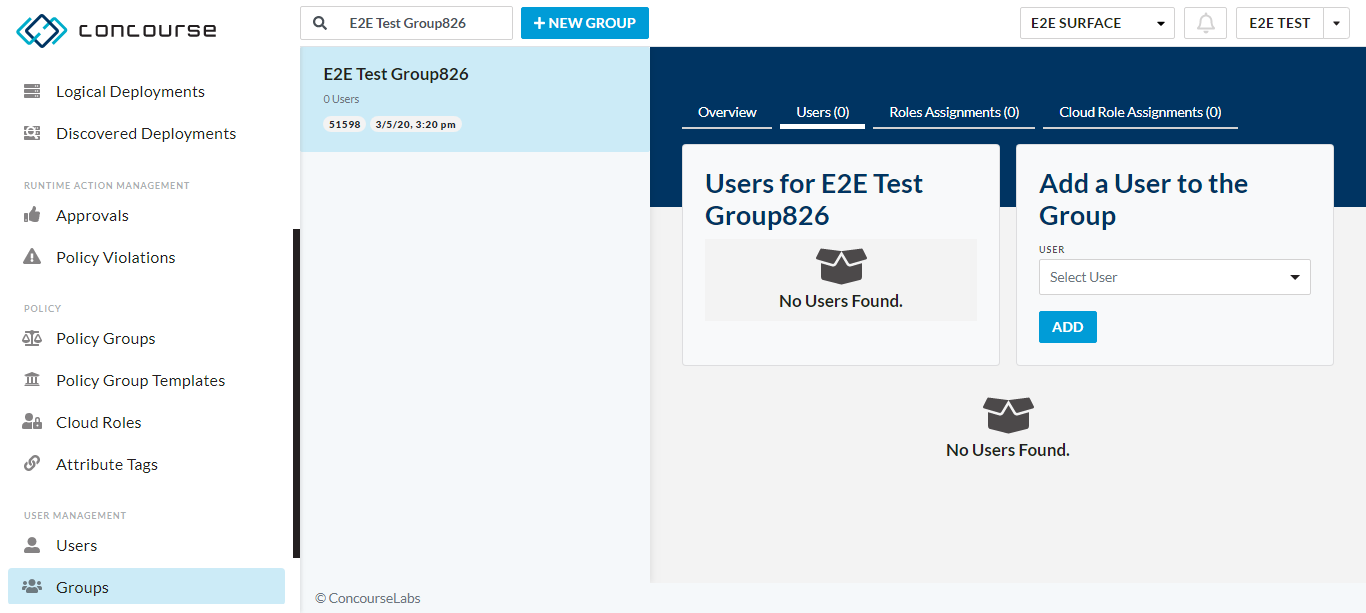 concourse
Logical Deployments
Discovered Deployments
RUNTIME ACTION MANAGEMENT
Approvals
Policy Violations
POLICY
Policy Groups
Policy Group Templates
Cloud Roles
Attribute Tags
USER MANAGEMENT
Users
Groups
E2E Test Group826
+ NEW GROUP
E2E SURFACE
E2E TEST
E2E Test Group826
0 Users
51598 3/5/20, 3:20 pm
Overview
Users (0)
Roles Assignments (0)
Cloud Role Assignments (0)
Users for E2E Test
Group826
No Users Found.
Add a User to the
Group
USER
Select User
ADD
No Users Found.
© ConcourseLabs